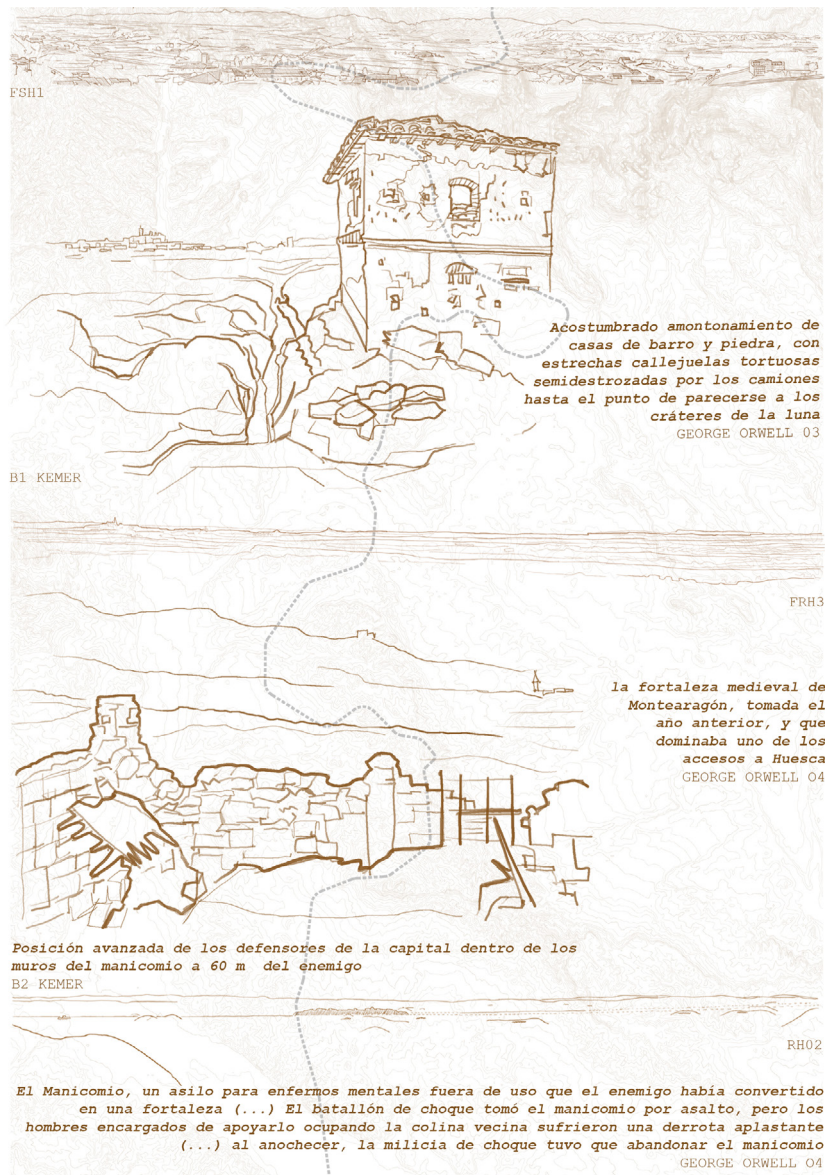 FSH1
Acostumbrado amontonamiento de
casas de barro y piedra, con
estrechas callejuelas tortuosas
semidestrozadas por los camiones
hasta el punto de parecerse a los
cráteres de la luna
GEORGE ORWELL 03
B1 KEMER
FRH3
la fortaleza medieval de
Montearagón, tomada el
año anterior, y que
dominaba uno de los
accesos a Huesca
GEORGE ORWELL O4
Posición avanzada de los defensores de la capital dentro de los
muros del manicomio a 60 m  del enemigo
B2 KEMER
RH02
El Manicomio, un asilo para enfermos mentales fuera de uso que el enemigo había convertido
en una fortaleza (...) El batallón de choque tomó el manicomio por asalto, pero los
hombres encargados de apoyarlo ocupando la colina vecina sufrieron una derrota aplastante
(...) al anochecer, la milicia de choque tuvo que abandonar el manicomio
GEORGE ORWELL O4